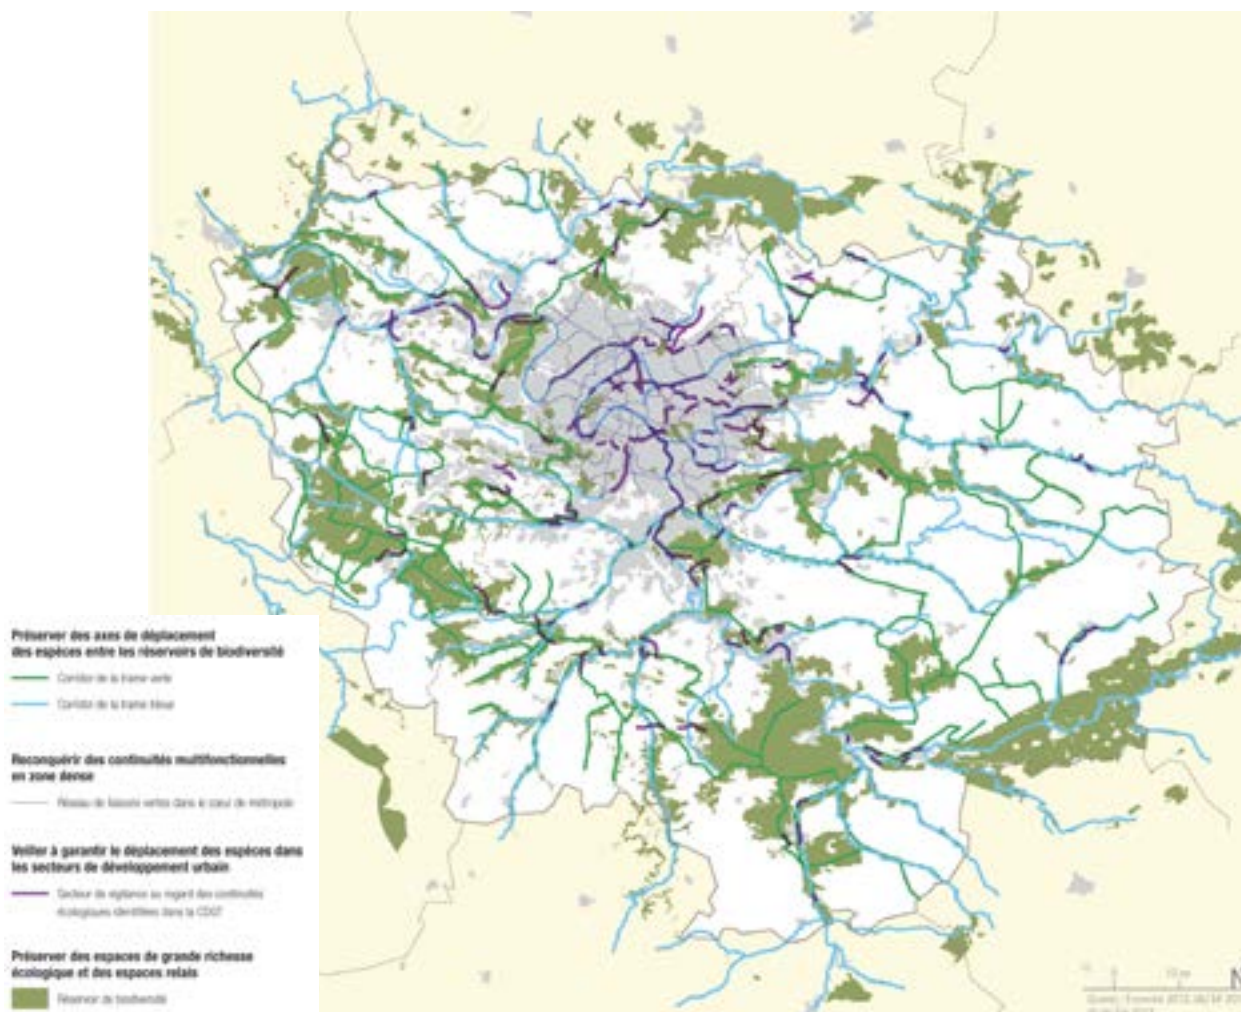 Préserver des axes de déplacement
des espèces entre les réservoirs de biodiversité
Corridor de la trame verte
Corridor de la trame bleue
Reconquérir des continuités multifonctionnelles
en zone dense
Réseau de liaisons vertes dans le cœur de métropole
Veiller à garantir le déplacement des espèces dans
les secteurs de développement urbain
Secteur de vigilance au regard des continuités
écologiques identifiées dans la
Préserver des espaces de grande richesse
écologique et des espaces relais
Réservoir de biodiversité
0
N